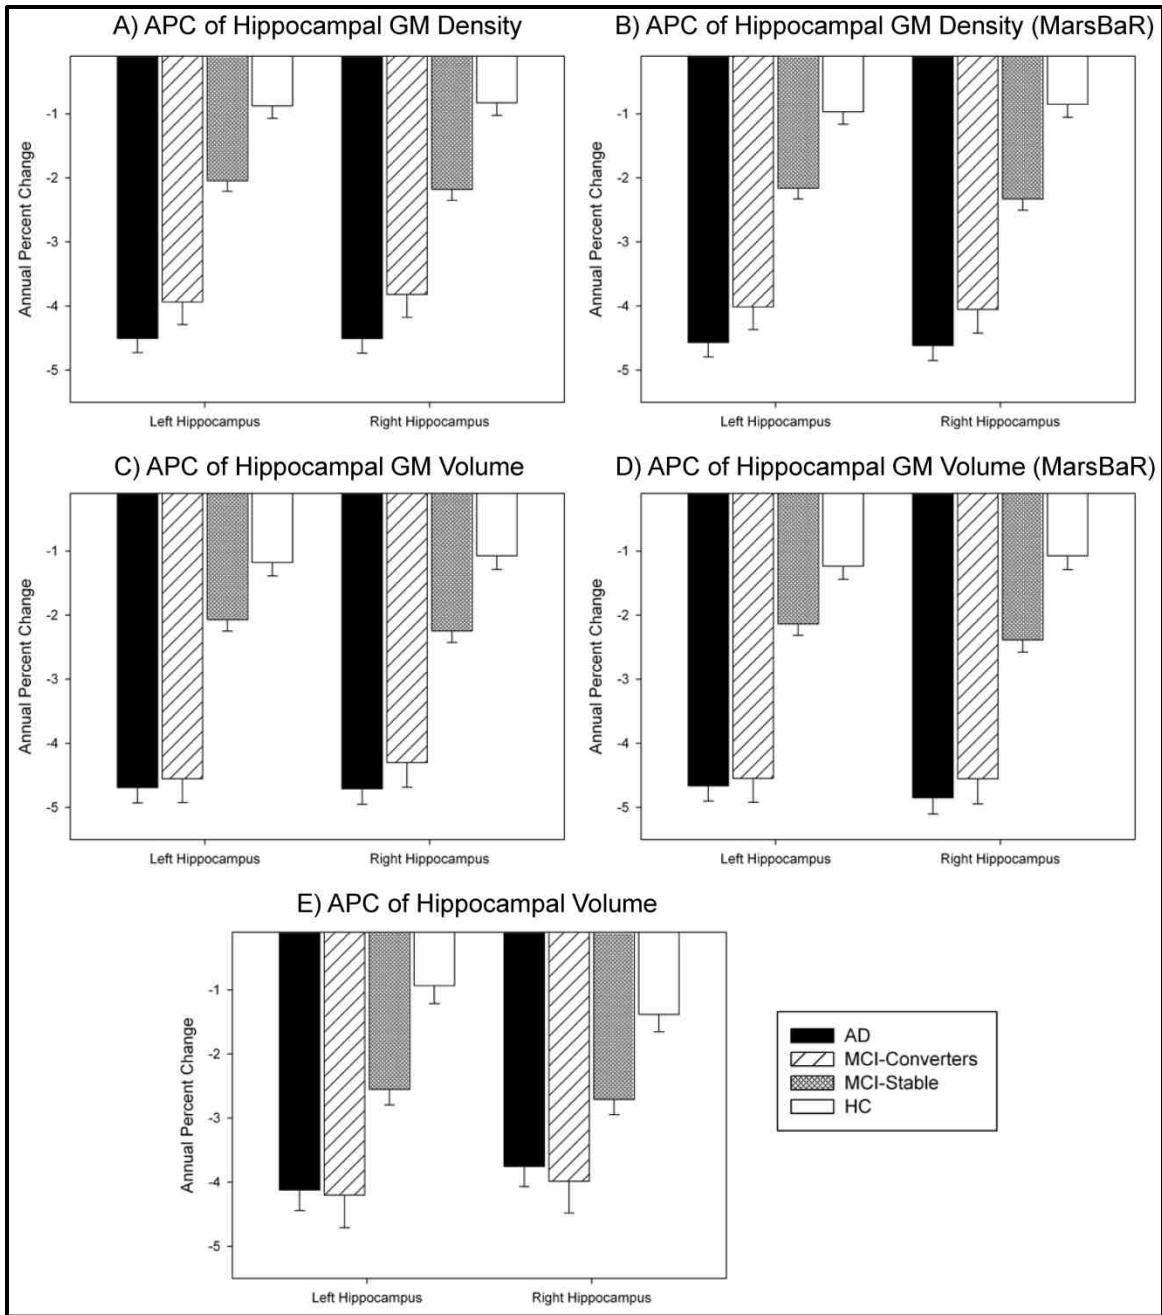 A) APC of Hippocampal GM Density
B) APC of Hippocampal GM Density (MarsBaR)
Annual Percent Change
-1
-2
-3
-4
-5
Left Hippocampus
Right Hippocampus
Annual Percent Change
-1
-2
-3
-4
-5
Left Hippocampus
Right Hippocampus
C) APC of Hippocampal GM Volume
D) APC of Hippocampal GM Volume (MarsBaR)
Annual Percent Change
-1
-2
-3
-4
-5
Left Hippocampus
Right Hippocampus
Annual Percent Change
-1
-2
-3
-4
-5
Left Hippocampus
Right Hippocampus
E) APC of Hippocampal Volume
Annual Percent Change
-1
-2
-3
-4
-5
Left Hippocampus
Right Hippocampus
AD
MCI-Converters
MCI-Stable
HC